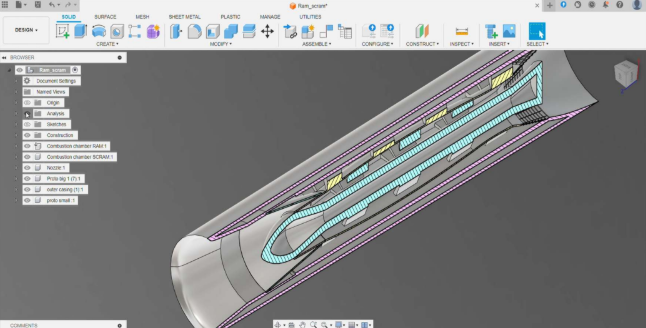 Ram_scram*
SOLID SURFACE MESH SHEET METAL PLASTIC MANAGE UTILITIES
DESIGN
CREATE MODIFY ASSEMBLE CONFIGURE CONSTRUCT INSPECT INSERT SELECT
BROWSER
Ram_scram
Document Settings
Named Views
Origin
Analysis
Sketches
Construction
Combustion chamber RAM:1
Combustion chamber SCRAM:1
Nozzle:1
Proto big 1 (7):1
outer casing (1):1
proto small:1
COMMENTS